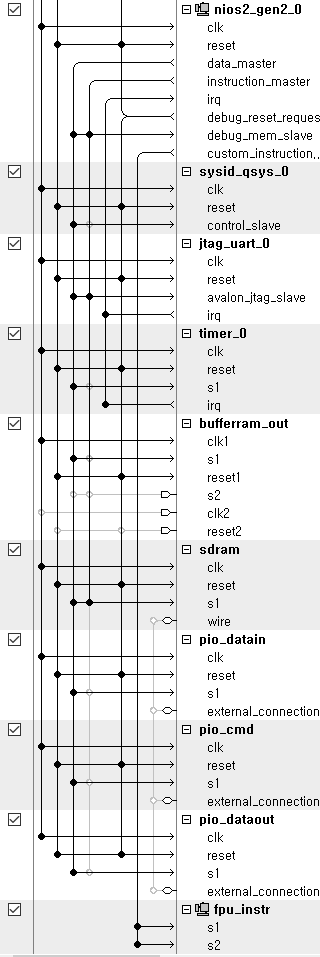 nios2_gen2_0
clk
reset
data_master
instruction_master
irq
debug_reset_reques
debug_mem_slave
custom_instruction..
sysid_qsys_0
clk
reset
control_slave
jtag_uart_0
clk
reset
avalon_jtag_slave
irq
timer_0
clk
reset
s1
irq
bufferram_out
clk1
s1
reset1
s2
clk2
reset2
sdram
clk
reset
s1
wire
pio_datain
clk
reset
s1
external_connection
pio_cmd
clk
reset
s1
external_connection
pio_dataout
clk
reset
s1
external_connection
fpu_instr
s1
s2